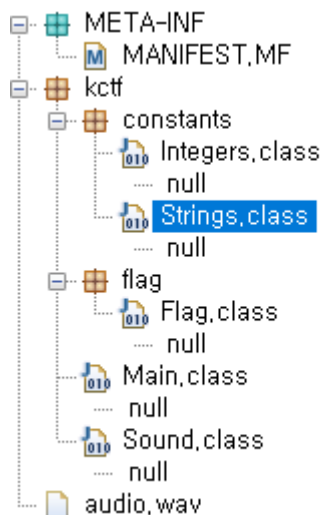 META-INF
MANIFEST.MF
kctf
constants
Integers.class
null
Strings.class
null
flag
Flag.class
null
Main.class
null
Sound.class
null
audio.wav